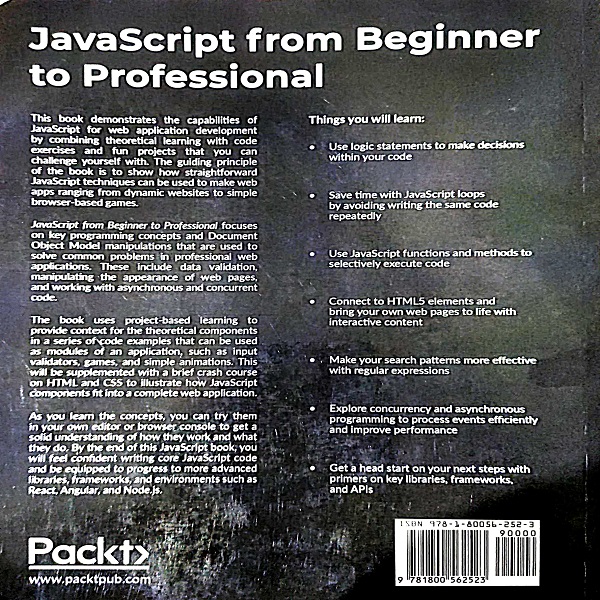 JavaScript from Beginner
to Professional
This book demonstrates the capabilities of
JavaScript for web application development
by combining theoretical learning with code
exercises and fun projects that you can
challenge yourself with. The guiding principle
of the book is to show how straightforward
JavaScript techniques can be used to make web
apps ranging from dynamic websites to simple
browser-based games.
JavaScript from Beginner to Professional focuses
on key programming concepts and Document
Object Model manipulations that are used to
solve common problems in professional web
applications. These include data validation,
manipulating the appearance of web pages,
and working with asynchronous and concurrent
code.
The book uses project-based learning to
provide context for the theoretical components
in a series of code examples that can be used
as modules of an application, such as input
validators, games, and simple animations. This
will be supplemented with a brief crash course
on HTML and CSS to illustrate how JavaScript
components fit into a complete web application.
As you learn the concepts, you can try them
in your own editor or browser console to get a
solid understanding of how they work and what
they do. By the end of this JavaScript book, you
will feel confident writing core JavaScript code
and be equipped to progress to more advanced
libraries, frameworks, and environments such as
React, Angular, and Node.js.
Things you will learn:
• Use logic statements to make decisions
within your code
• Save time with JavaScript loops
by avoiding writing the same code
repeatedly
• Use JavaScript functions and methods to
selectively execute code
• Connect to HTML5 elements and
bring your own web pages to life with
interactive content
• Make your search patterns more effective
with regular expressions
• Explore concurrency and asynchronous
programming to process events efficiently
and improve performance
• Get a head start on your next steps with
primers on key libraries, frameworks,
and APIs
Packt>
www.packtpub.com
ISBN 978-1-80056-252-3
90000
9 781800 562523